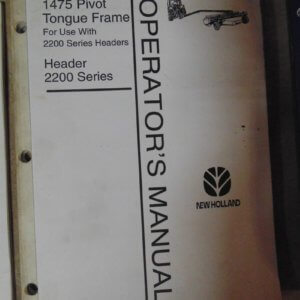 1475 Pivot
Tongue Frame
For Use With
2200 Series Headers
Header
2200 Series
OPERATOR'S MANUAL
NEW HOLLAND